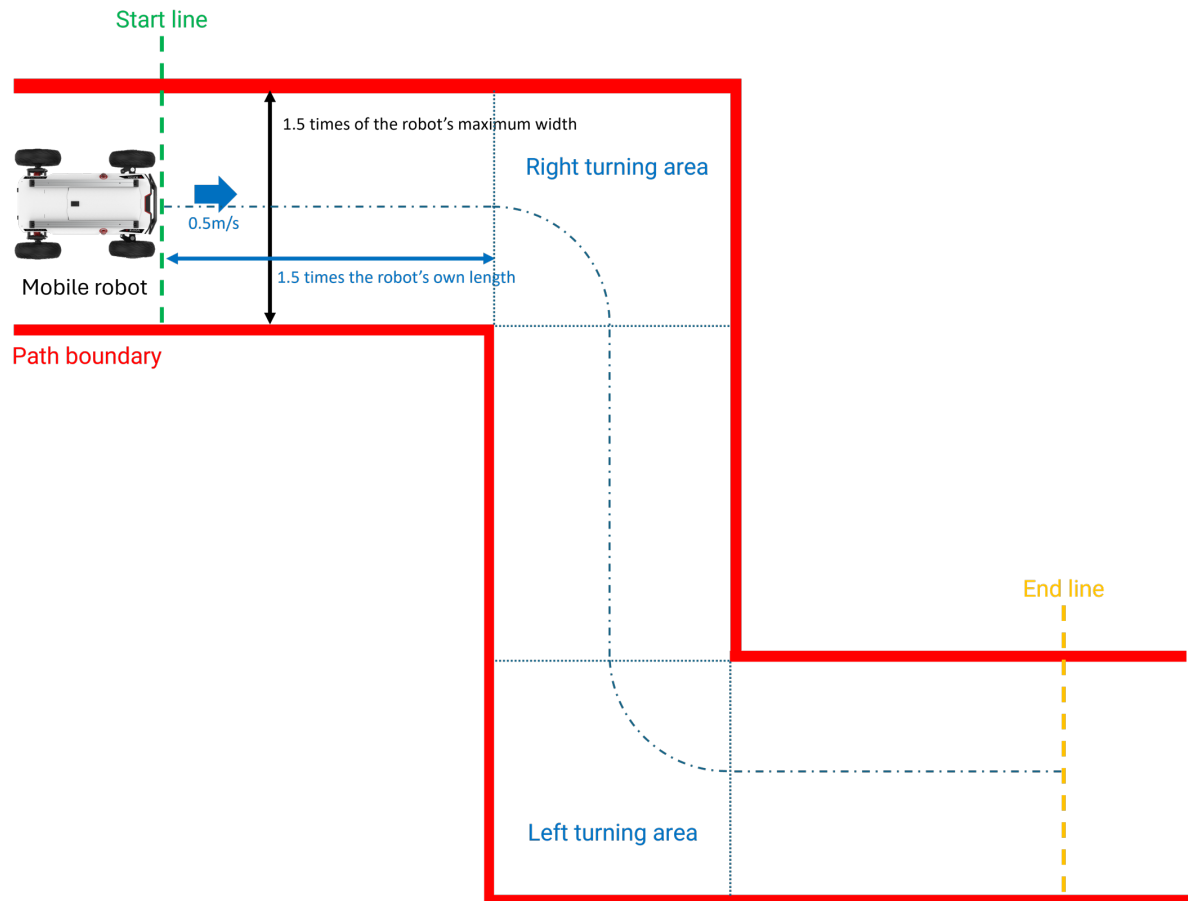 Start line
1.5 times of the robot's maximum width
Right turning area
0.5m/s
1.5 times the robot's own length
Mobile robot
Path boundary
End line
Left turning area